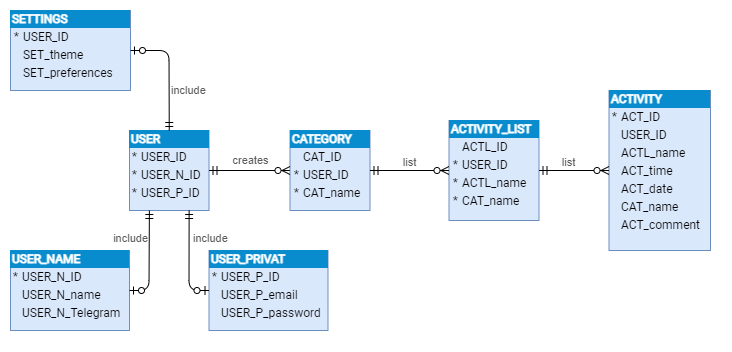 SETTINGS
* USER_ID
SET_theme
SET_preferences
include
USER
* USER_ID
* USER_N_ID
* USER_P_ID
creates
CATEGORY
CAT_ID
* USER_ID
* CAT_name
list
ACTIVITY_LIST
ACTL_ID
* USER_ID
* ACTL_name
* CAT_name
list
ACTIVITY
* ACT_ID
USER_ID
ACTL_name
ACT_time
ACT_date
CAT_name
ACT_comment
include
include
USER_NAME
* USER_N_ID
USER_N_name
USER_N_Telegram
USER_PRIVAT
* USER_P_ID
USER_P_email
USER_P_password